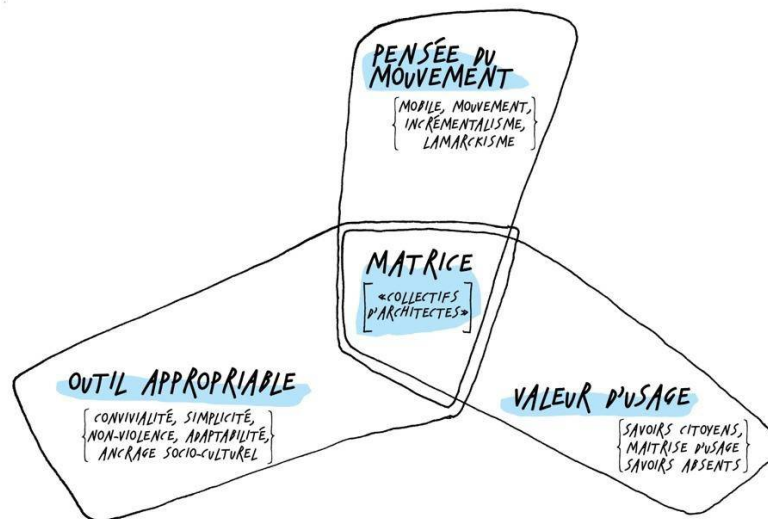 PENSÉE DU
MOUVEMENT
{MOBILE, MOUVEMENT,
INCRÉMENTALISME,
LAMARCKISME}
MATRICE
[«COLLECTIFS
D'ARCHITECTES»]
OUTIL APPROPRIABLE
{CONVIVIALITÉ, SIMPLICITÉ,
NON-VIOLENCE, ADAPTABILITÉ,
ANCRAGE SOCIO-CULTUREL}
VALEUR D'USAGE
{SAVOIRS CITOYENS,
MAITRISE D'USAGE
SAVOIRS ABSENTS}